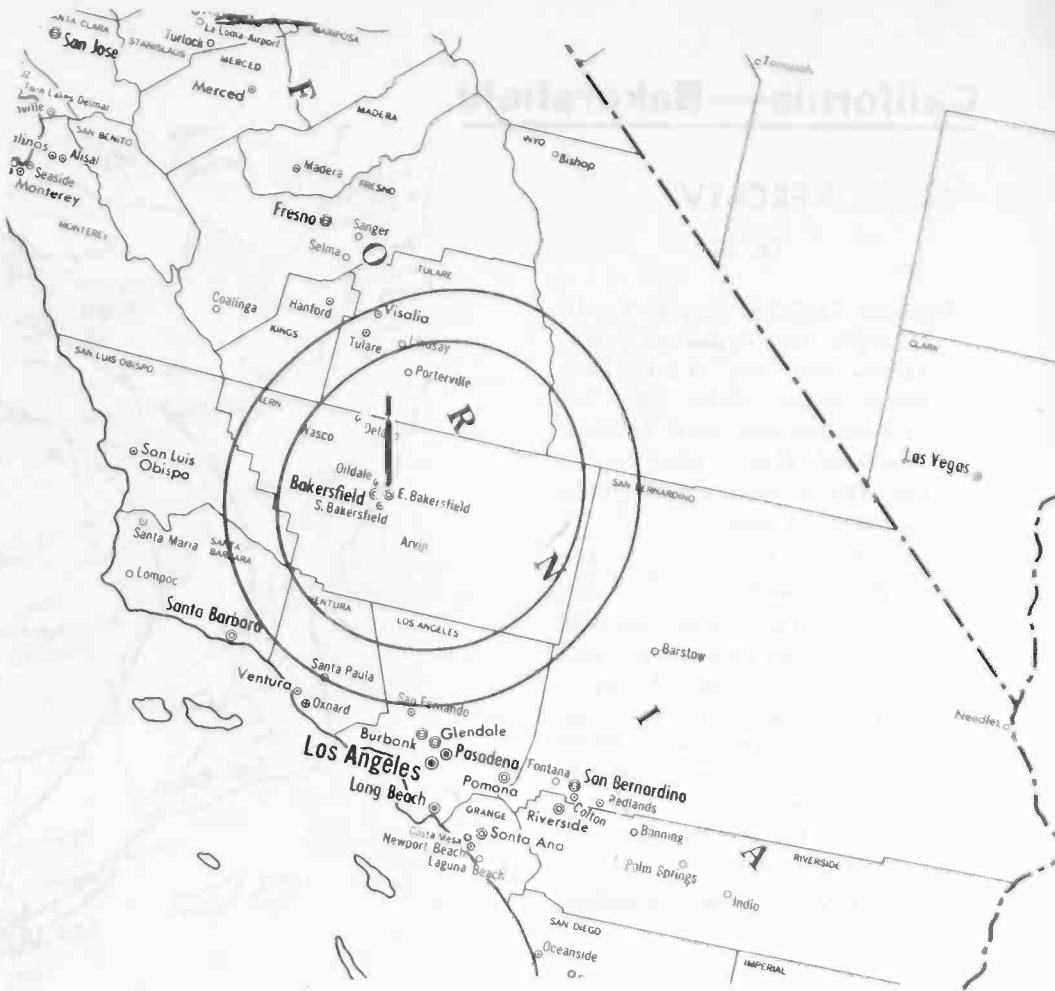 SANTA CLARA
San Jose
STANISLAUS
Turlock
La Loma Airport
MARIPOSA
MERCED
Merced
F
MADERA
Tonopah
SAN BENITO
Alisal
Seaside
Monterey
MONTEREY
Madera
FRESNO
INYO
Bishop
Fresno
Sanger
Selma
O
TULARE
Coalinga
Hanford
KINGS
Visalia
Tulare
Lindsay
Porterville
SAN LUIS OBISPO
KERN
Wasco
Delano
R
CLARK
San Luis
Obispo
Oildale
Bakersfield
E. Bakersfield
S. Bakersfield
SAN BERNARDINO
Las Vegas
Arvin
N
Santa Maria
SANTA
BARBARA
Lompoc
Santa Barbara
VENTURA
LOS ANGELES
Barstow
Santa Paula
Ventura
Oxnard
San Fernando
I
Needles
Burbank
Glendale
Los Angeles
Pasadena
Pomona
Fontana
San Bernardino
Long Beach
ORANGE
Riverside
Colton
Redlands
Banning
Costa Mesa
Santa Ana
Newport Beach
Laguna Beach
Palm Springs
A
RIVERSIDE
Indio
SAN DIEGO
Oceanside
IMPERIAL
California—Bakersfield